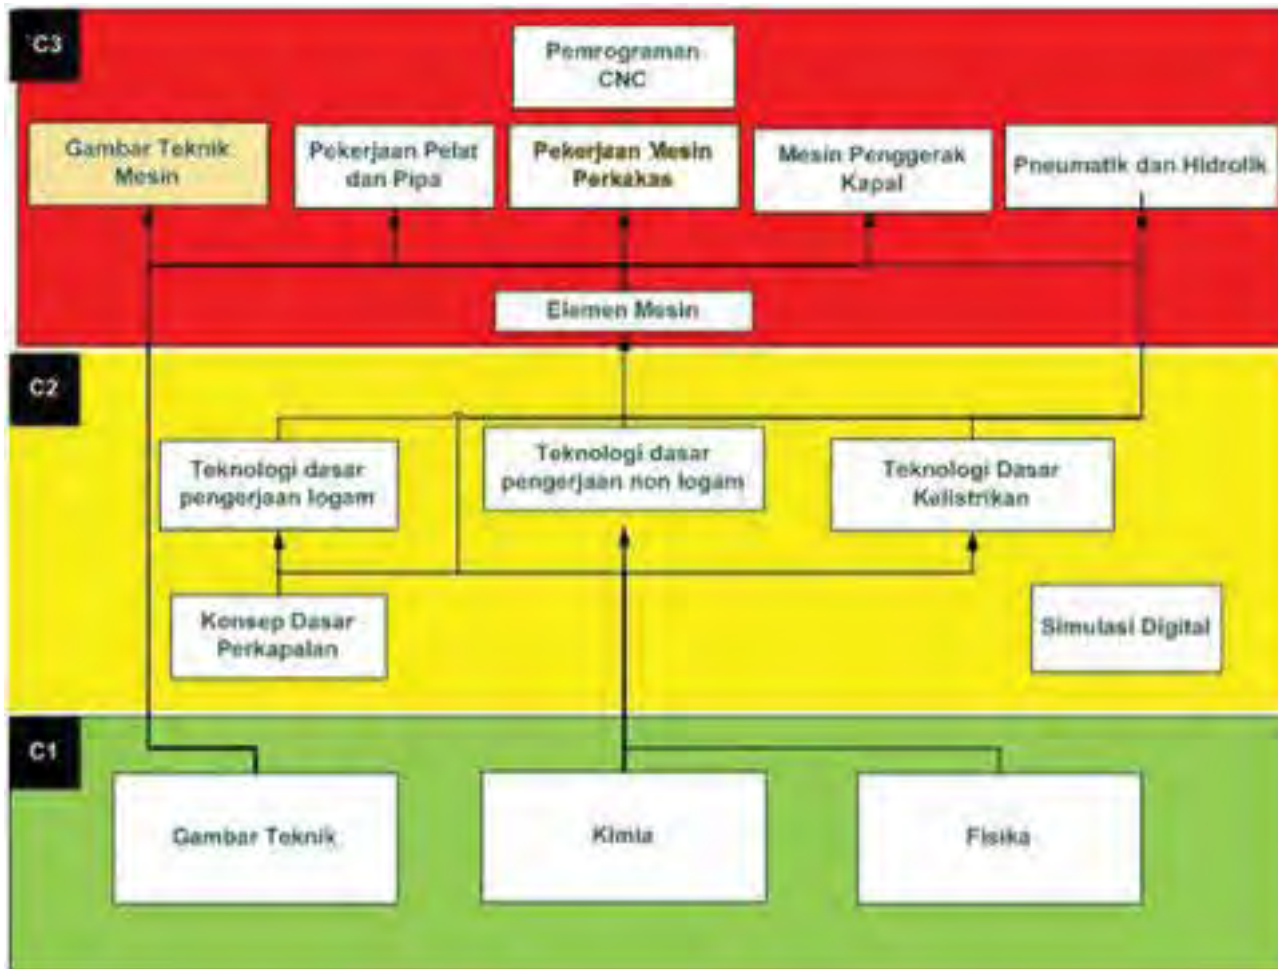 C3
Pemrograman
CNC
Gambar Teknik
Mesin
Pekerjaan Pelat
dan Pipa
Pekerjaan Mesin
Perkakas
Mesin Penggerak
Kapal
Pneumatik dan Hidrolik
Elemen Mesin
C2
Teknologi dasar
pengerjaan logam
Teknologi dasar
pengerjaan non logam
Teknologi Dasar
Kelistrikan
Konsep Dasar
Perkapalan
Simulasi Digital
C1
Gambar Teknik
Kimia
Fisika